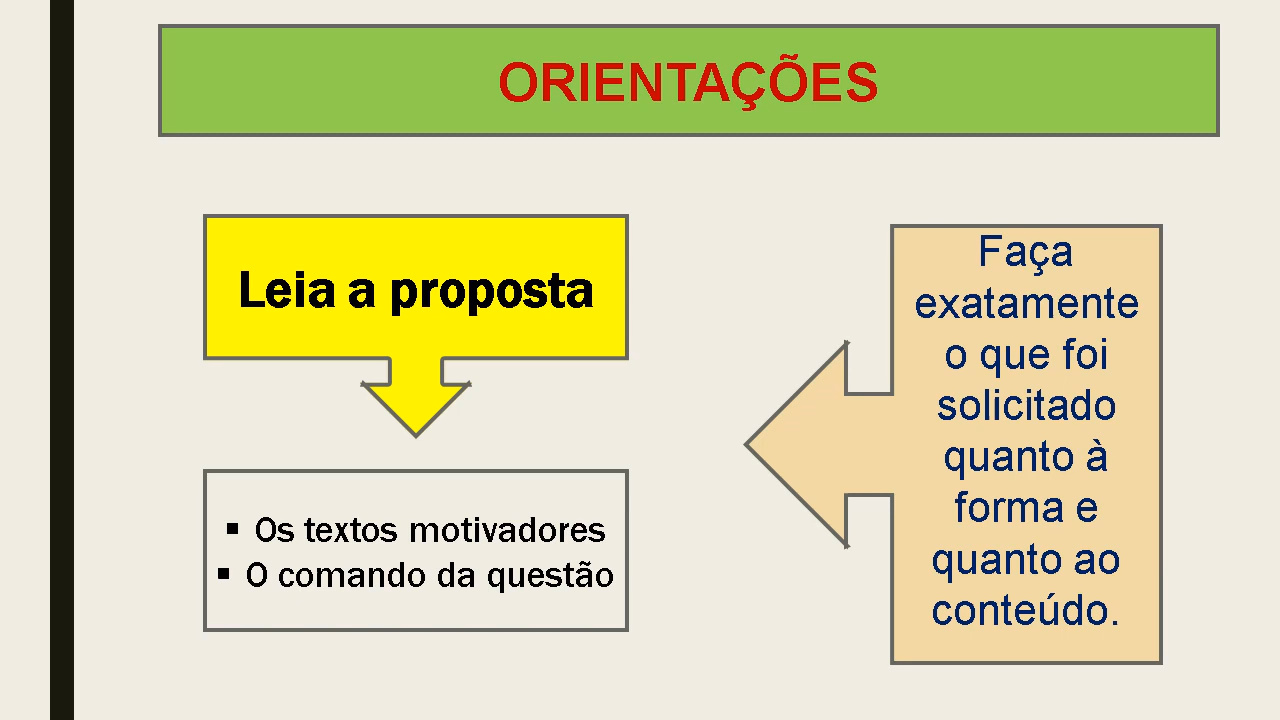 ORIENTAÇÕES
Leia a proposta
▪ Os textos motivadores
▪ O comando da questão
Faça
exatamente
o que foi
solicitado
quanto à
forma e
quanto ao
conteúdo.